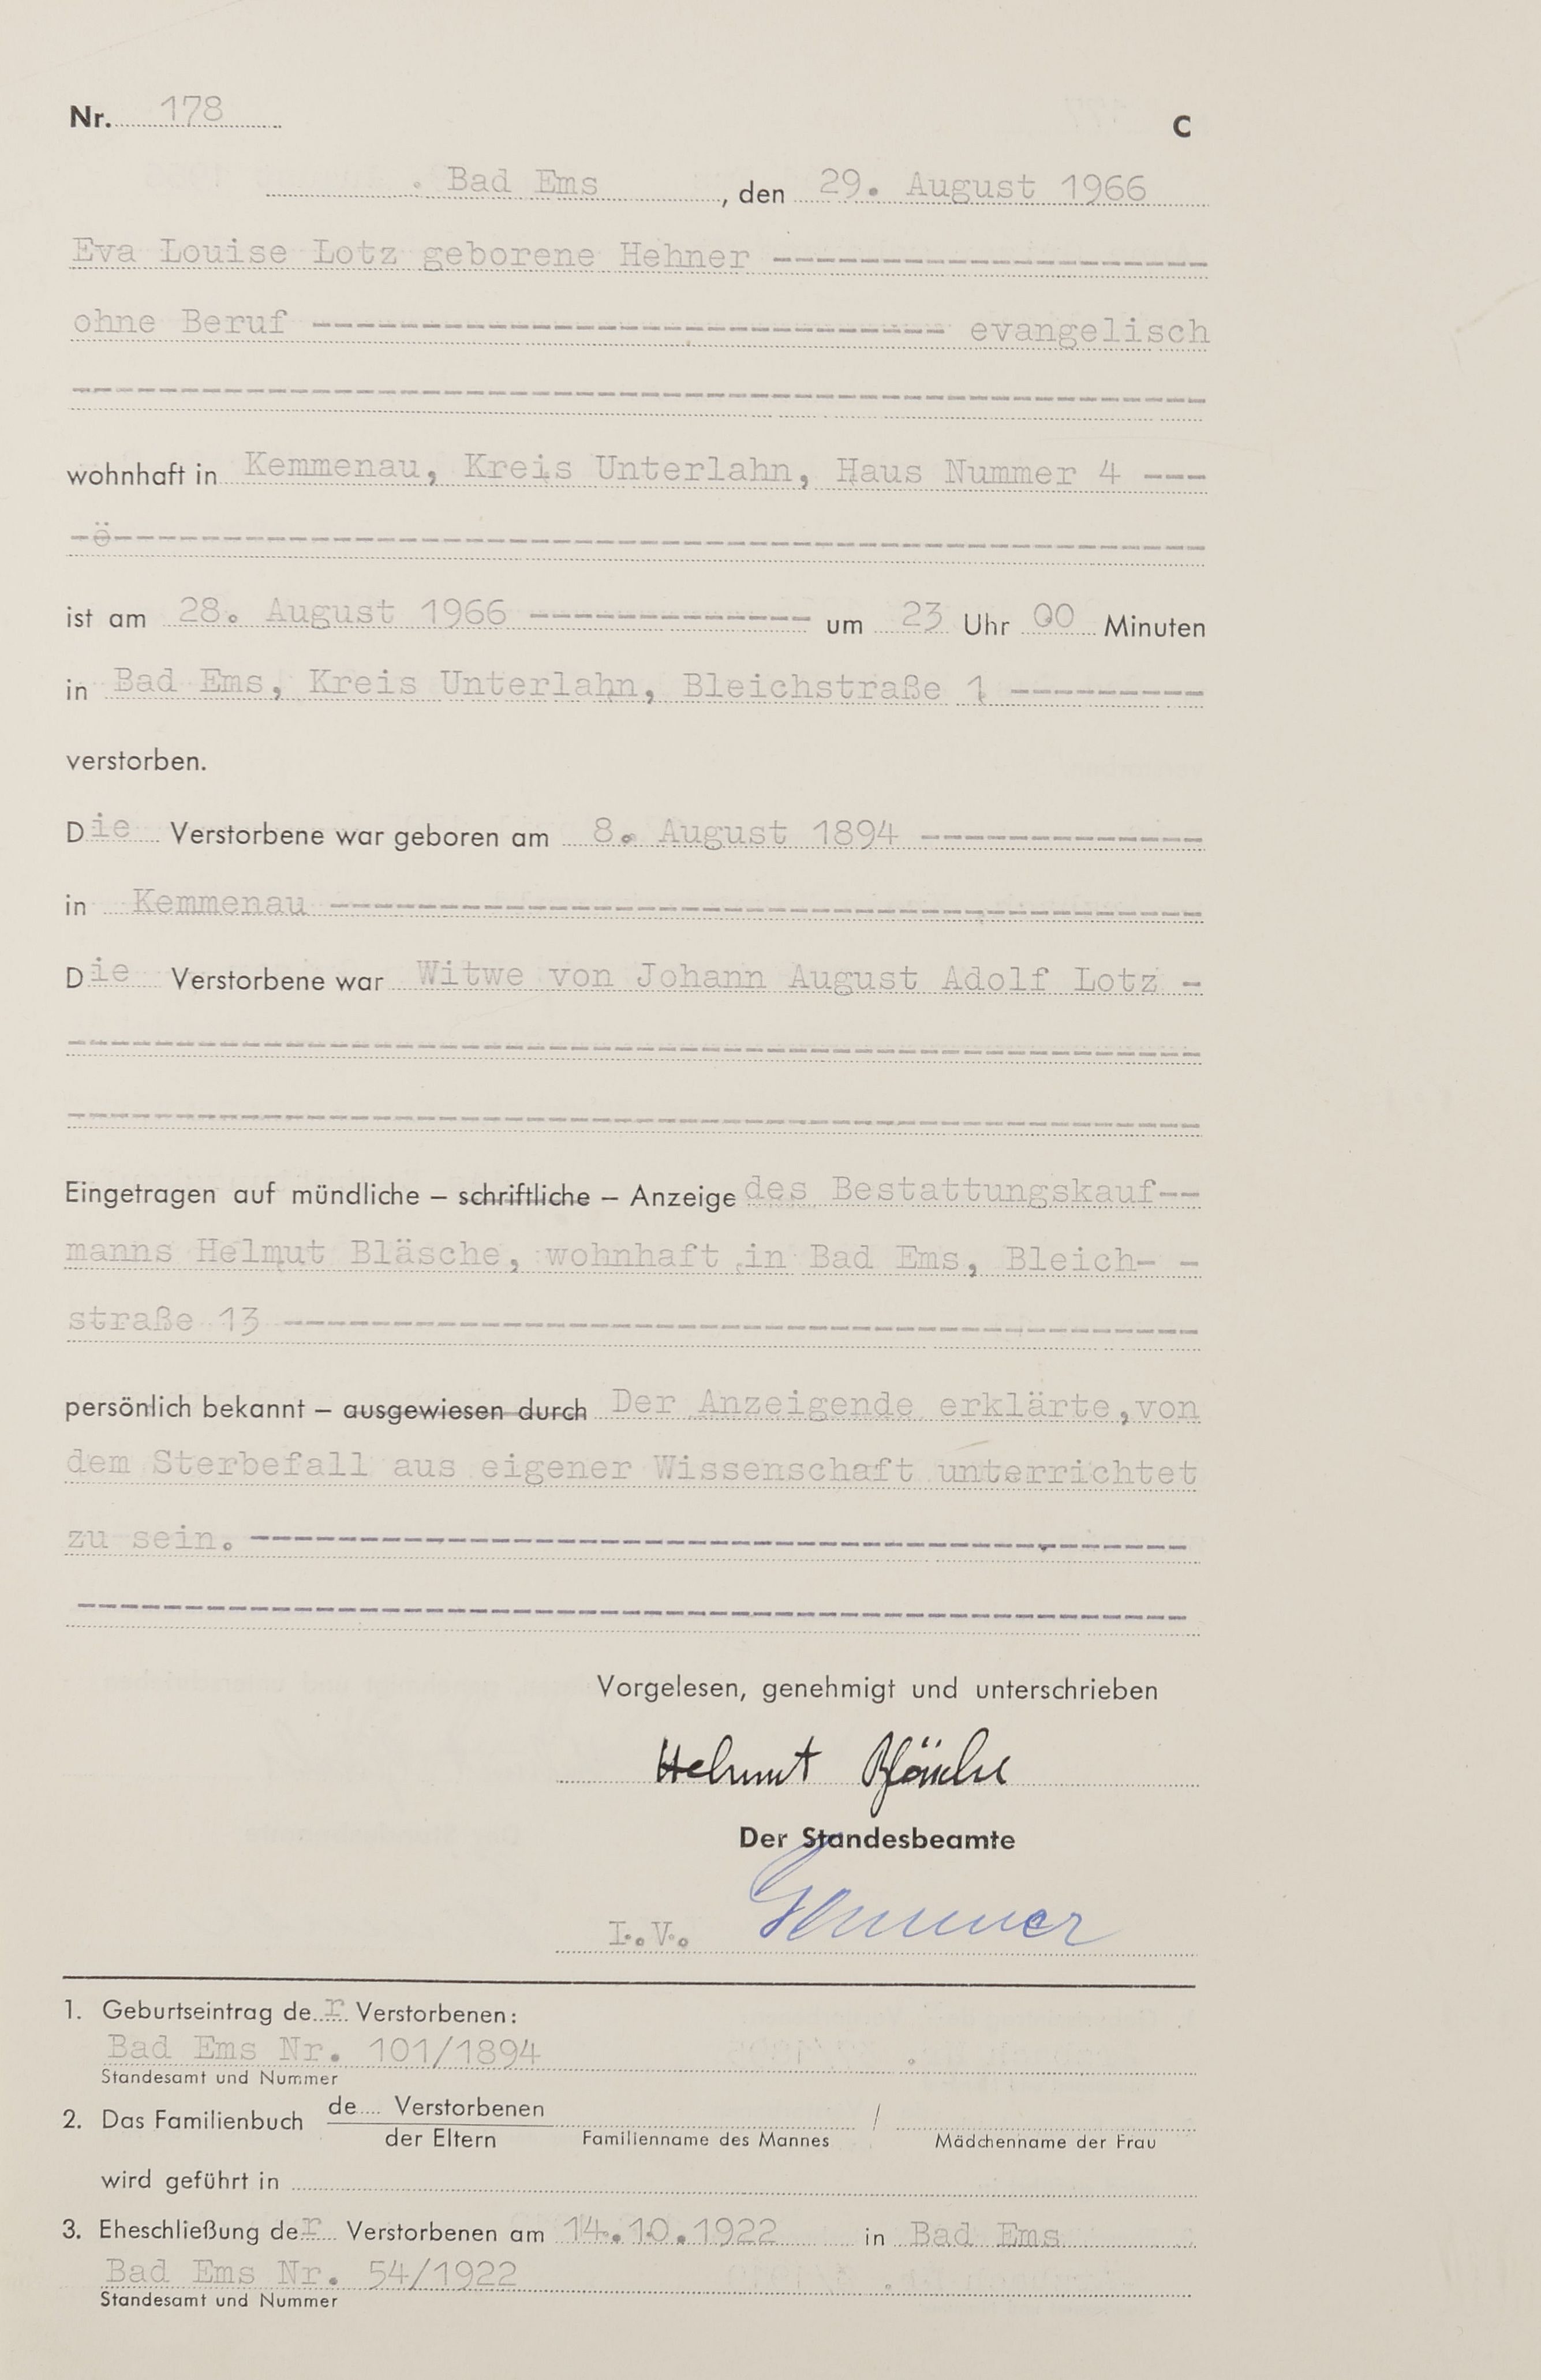 Nr. 178 C
Bad Ems, den 29. August 1966
Eva Louise Lotz geborene Hehner
ohne Beruf evangelisch
wohnhaft in Kemmenau, Kreis Unterlahn, Haus Nummer 4
ist am 28. August 1966 um 23 Uhr 00 Minuten
in Bad Ems, Kreis Unterlahn, Bleichstraße 1
verstorben.
Die Verstorbene war geboren am 8. August 1894
in Kemmenau
Die Verstorbene war Witwe von Johann August Adolf Lotz -
Eingetragen auf mündliche – schriftliche – Anzeige des Bestattungskauf--
manns Helmut Bläsche, wohnhaft in Bad Ems, Bleich- -
straße 13
persönlich bekannt – ausgewiesen durch Der Anzeigende erklärte,von
dem Sterbefall aus eigener Wissenschaft unterrichtet
zu sein.
Vorgelesen, genehmigt und unterschrieben
Helmut Bläsche
Der Standesbeamte
I.V.
1. Geburtseintrag der Verstorbenen:
Bad Ems Nr. 101/1894
Standesamt und Nummer
2. Das Familienbuch de.... Verstorbenen /
der Eltern Familienname des Mannes Mädchenname der Frau
wird geführt in
3. Eheschließung der Verstorbenen am 14.10.1922 in Bad Ems
Bad Ems Nr. 54/1922
Standesamt und Nummer